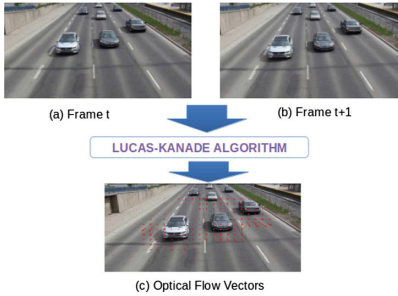 (a) Frame t
(b) Frame t+1
LUCAS-KANADE ALGORITHM
(c) Optical Flow Vectors